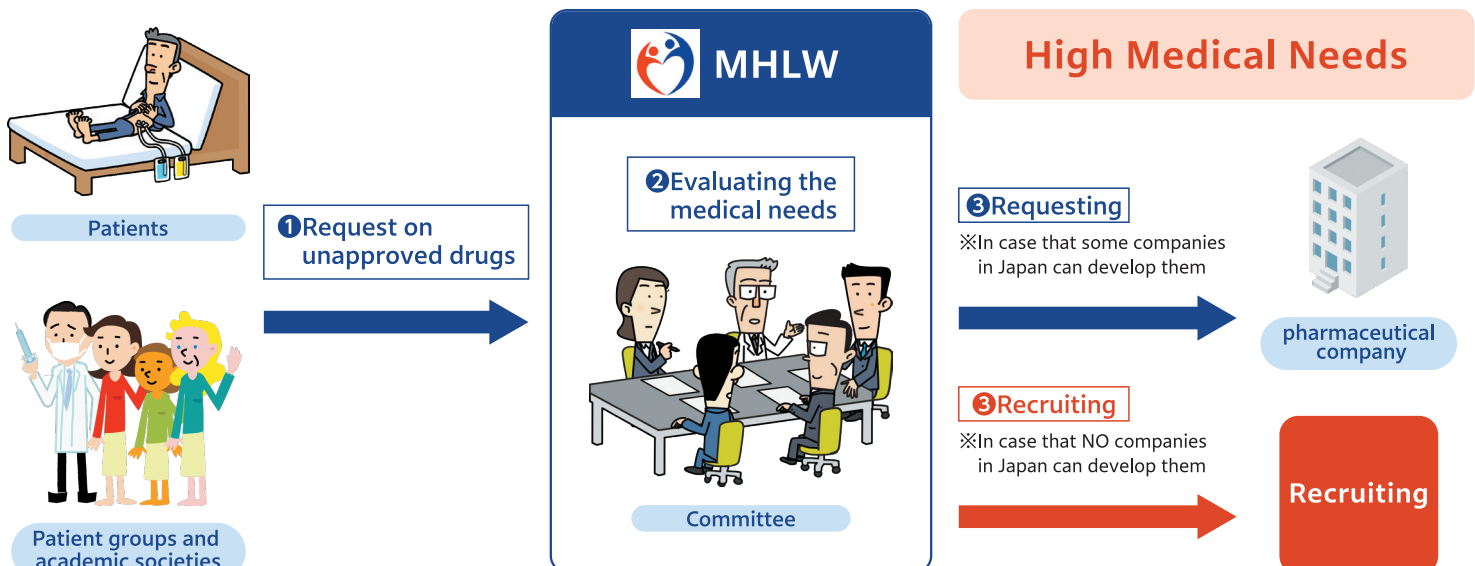 Patients
Patient groups and
academic societies
❶Request on
unapproved drugs
MHLW
❷Evaluating the
medical needs
Committee
High Medical Needs
❸Requesting
※In case that some companies
in Japan can develop them
pharmaceutical
company
❸Recruiting
※In case that NO companies
in Japan can develop them
Recruiting